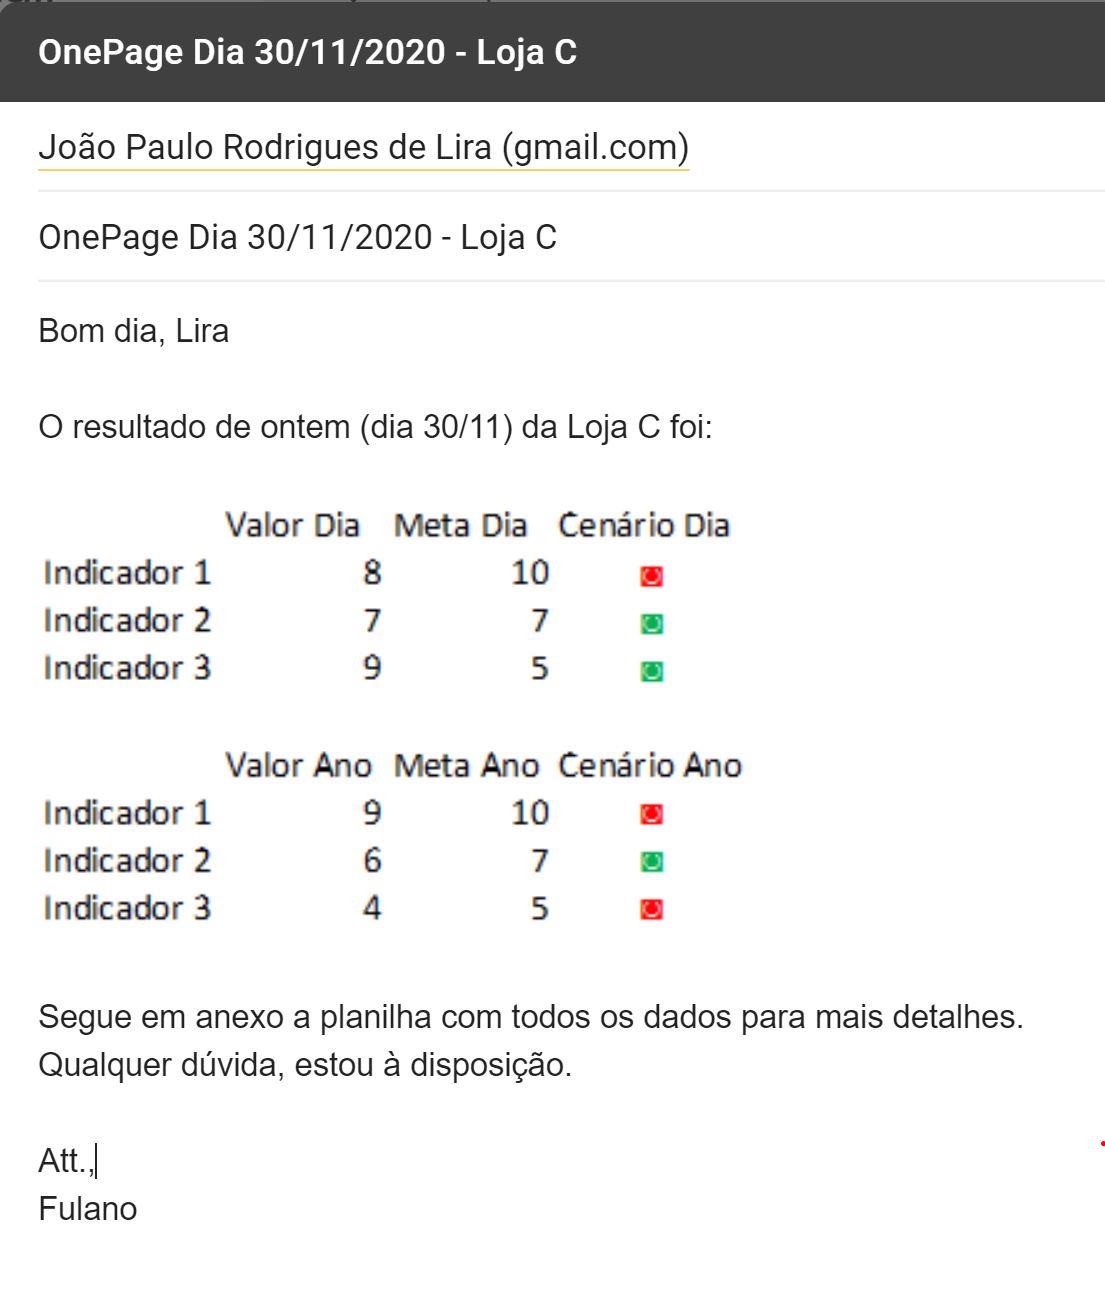 OnePage Dia 30/11/2020 - Loja C
João Paulo Rodrigues de Lira (gmail.com)
OnePage Dia 30/11/2020 - Loja C
Bom dia, Lira
O resultado de ontem (dia 30/11) da Loja C foi:
Valor Dia Meta Dia Cenário Dia
Indicador 1 8 10
Indicador 2 7 7
Indicador 3 9 5
Valor Ano Meta Ano Cenário Ano
Indicador 1 9 10
Indicador 2 6 7
Indicador 3 4 5
Segue em anexo a planilha com todos os dados para mais detalhes.
Qualquer dúvida, estou à disposição.
Att.,
Fulano